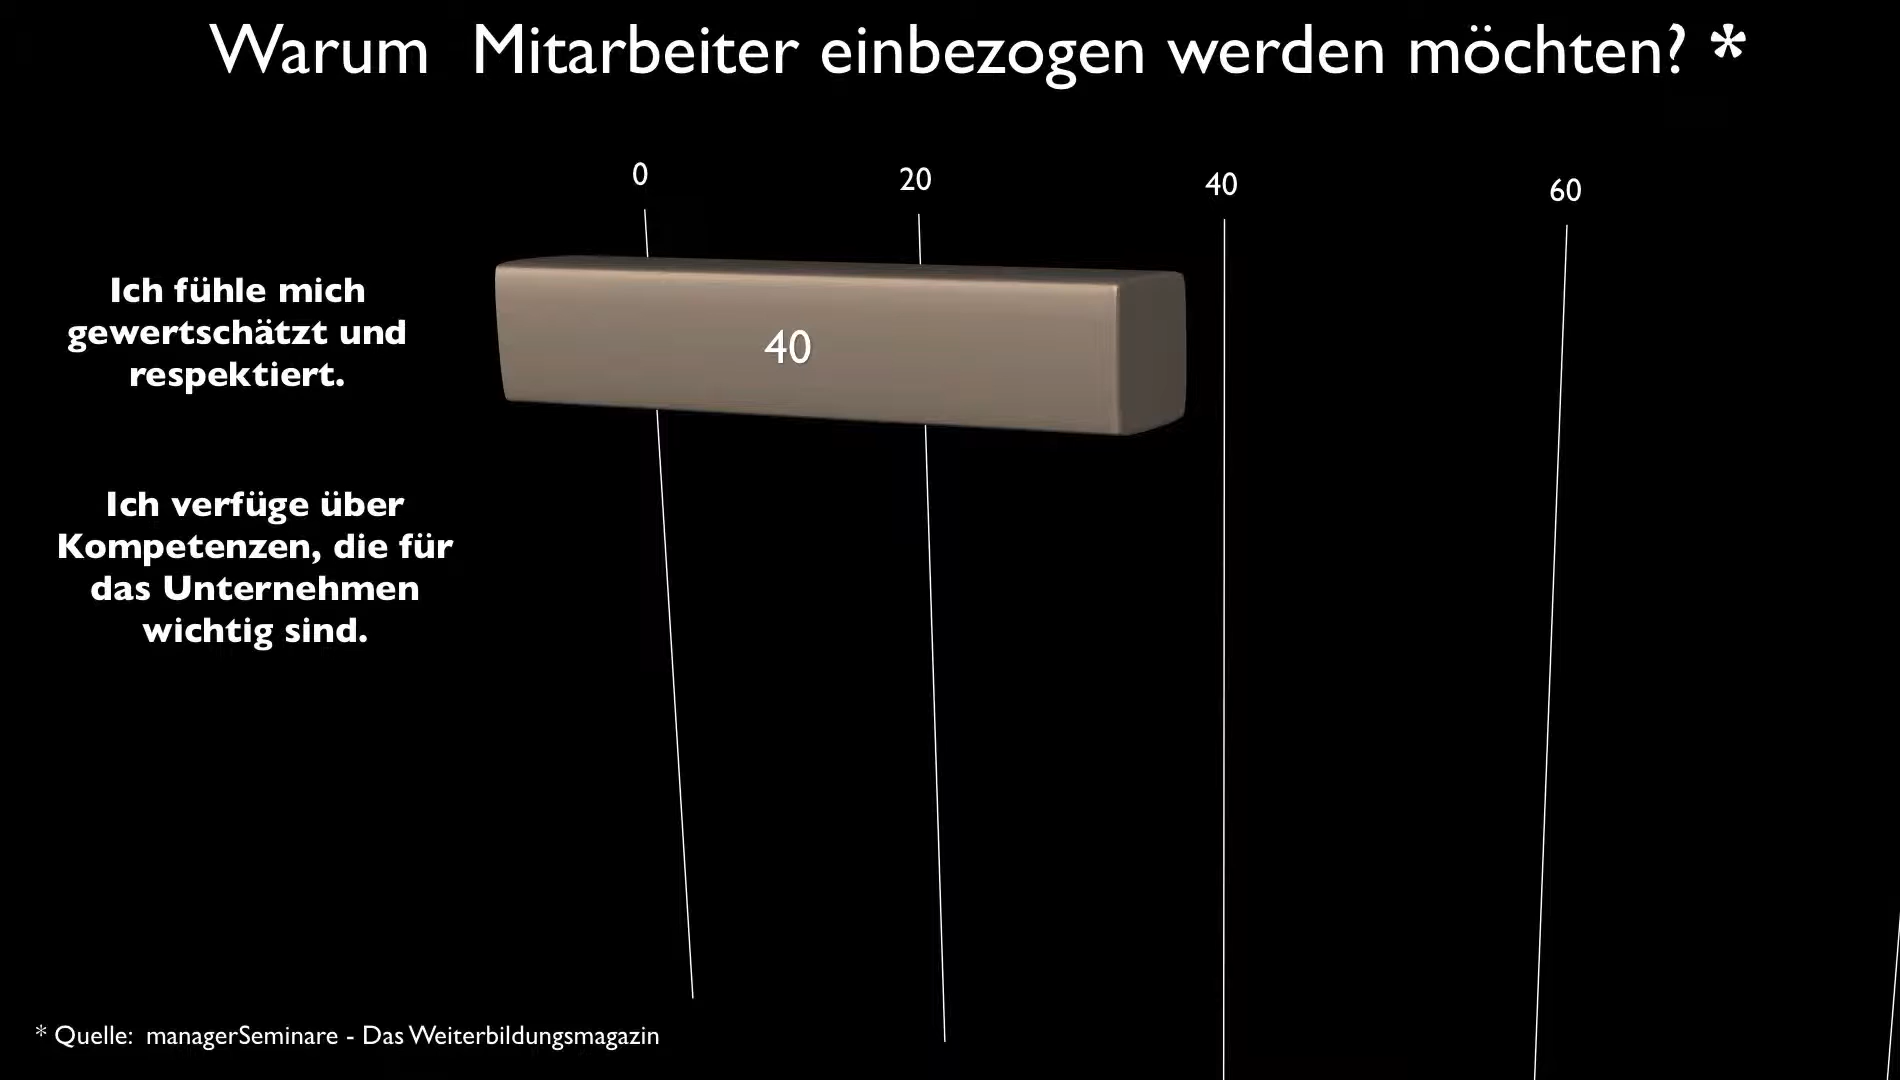 Warum  Mitarbeiter einbezogen werden möchten? *
0 20 40 60
Ich fühle mich
gewertschätzt und
respektiert.
40
Ich verfüge über
Kompetenzen, die für
das Unternehmen
wichtig sind.
* Quelle:  managerSeminare - Das Weiterbildungsmagazin